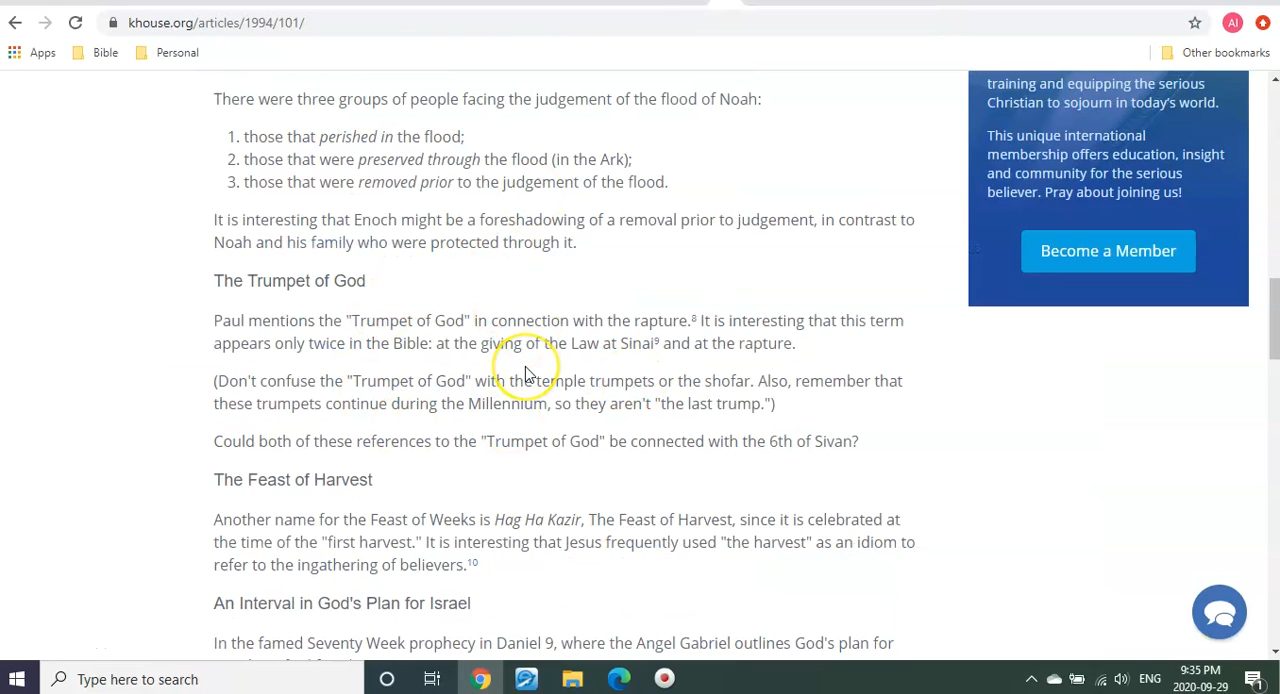 khouse.org/articles/1994/101/
AI
Apps
Bible
Personal
Other bookmarks
There were three groups of people facing the judgement of the flood of Noah:
1. those that perished in the flood;
2. those that were preserved through the flood (in the Ark);
3. those that were removed prior to the judgement of the flood.
It is interesting that Enoch might be a foreshadowing of a removal prior to judgement, in contrast to
Noah and his family who were protected through it.
The Trumpet of God
Paul mentions the "Trumpet of God" in connection with the rapture.8 It is interesting that this term
appears only twice in the Bible: at the giving of the Law at Sinai9 and at the rapture.
(Don't confuse the "Trumpet of God" with the temple trumpets or the shofar. Also, remember that
these trumpets continue during the Millennium, so they aren't "the last trump.")
Could both of these references to the "Trumpet of God" be connected with the 6th of Sivan?
The Feast of Harvest
Another name for the Feast of Weeks is Hag Ha Kazir, The Feast of Harvest, since it is celebrated at
the time of the "first harvest." It is interesting that Jesus frequently used "the harvest" as an idiom to
refer to the ingathering of believers.10
An Interval in God's Plan for Israel
In the famed Seventy Week prophecy in Daniel 9, where the Angel Gabriel outlines God's plan for
training and equipping the serious
Christian to sojourn in today's world.
This unique international
membership offers education, insight
and community for the serious
believer. Pray about joining us!
Become a Member
Type here to search
ENG
9:35 PM
2020-09-29
1